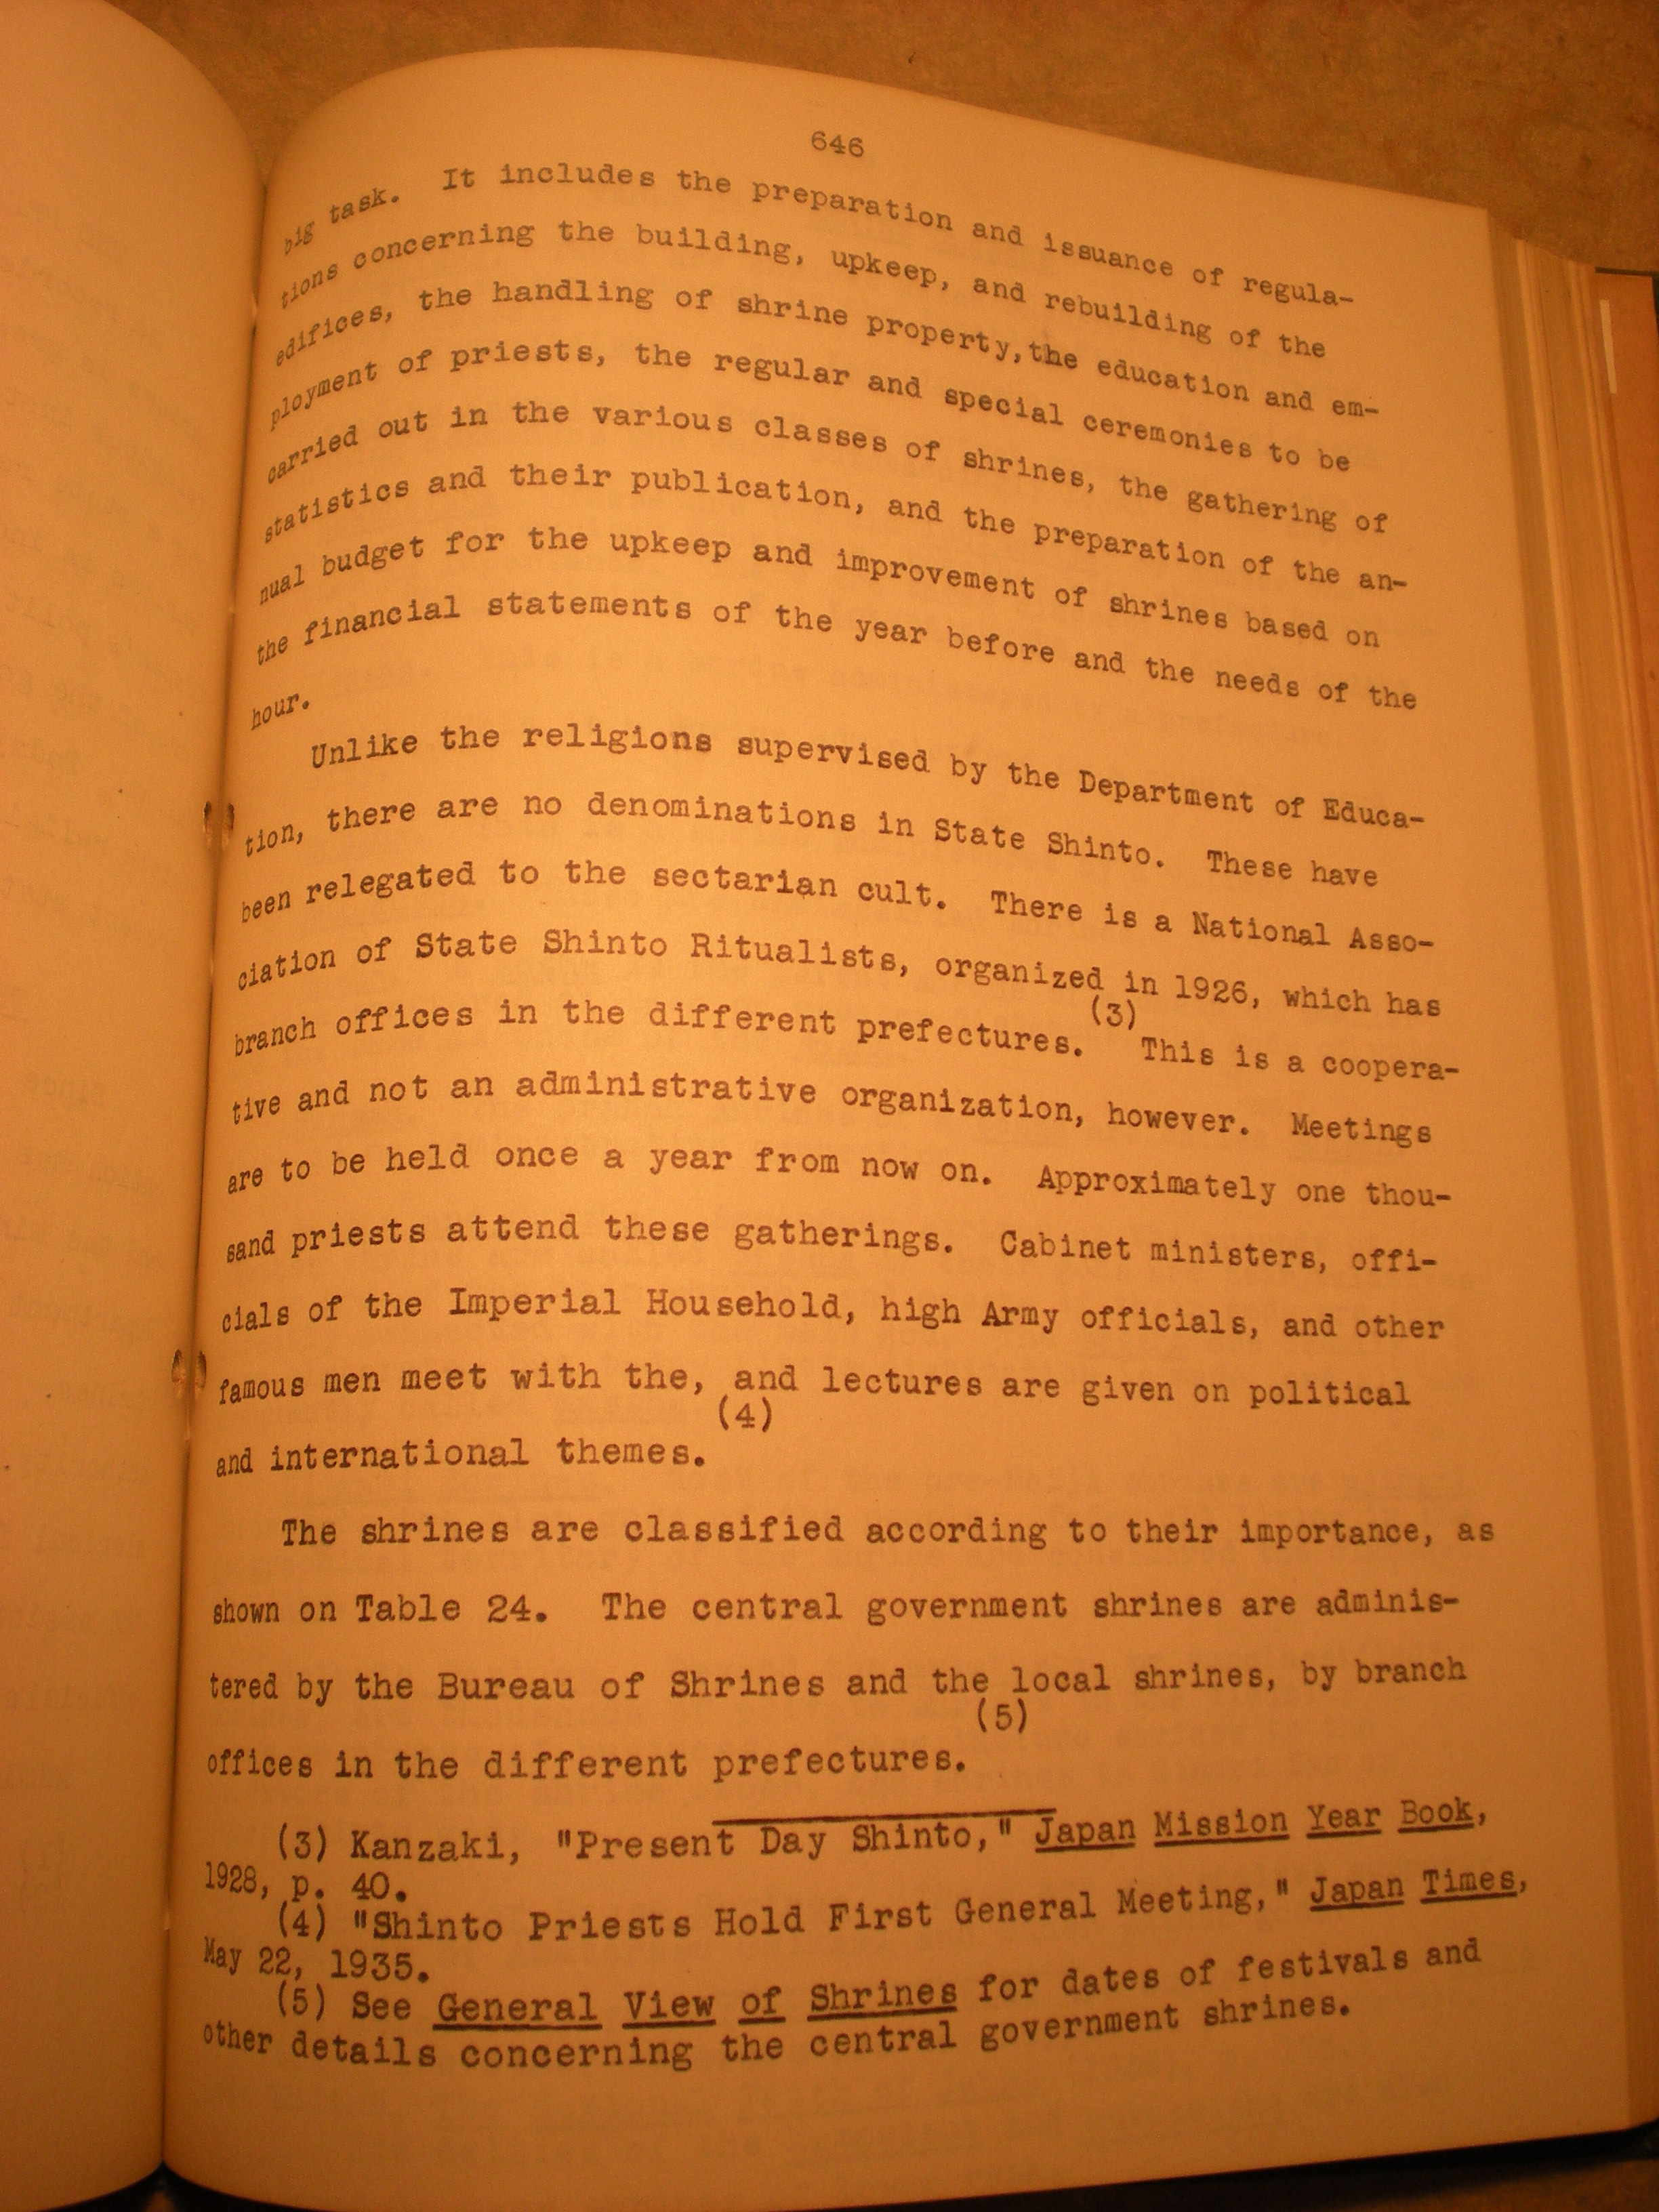 646
big task. It includes the preparation and issuance of regula-
tions concerning the building, upkeep, and rebuilding of the
edifices, the handling of shrine property, the education and em-
ployment of priests, the regular and special ceremonies to be
carried out in the various classes of shrines, the gathering of
statistics and their publication, and the preparation of the an-
nual budget for the upkeep and improvement of shrines based on
the financial statements of the year before and the needs of the
hour.
Unlike the religions supervised by the Department of Educa-
tion, there are no denominations in State Shinto. These have
been relegated to the sectarian cult. There is a National Asso-
ciation of State Shinto Ritualists, organized in 1926, which has
branch offices in the different prefectures. (3) This is a coopera-
tive and not an administrative organization, however. Meetings
are to be held once a year from now on. Approximately one thou-
sand priests attend these gatherings. Cabinet ministers, offi-
cials of the Imperial Household, high Army officials, and other
famous men meet with the, and lectures are given on political
and international themes. (4)
The shrines are classified according to their importance, as
shown on Table 24. The central government shrines are adminis-
tered by the Bureau of Shrines and the local shrines, by branch
offices in the different prefectures. (5)
(3) Kanzaki, "Present Day Shinto," Japan Mission Year Book,
1928, p. 40.
(4) "Shinto Priests Hold First General Meeting," Japan Times,
May 22, 1935.
(5) See General View of Shrines for dates of festivals and
other details concerning the central government shrines.